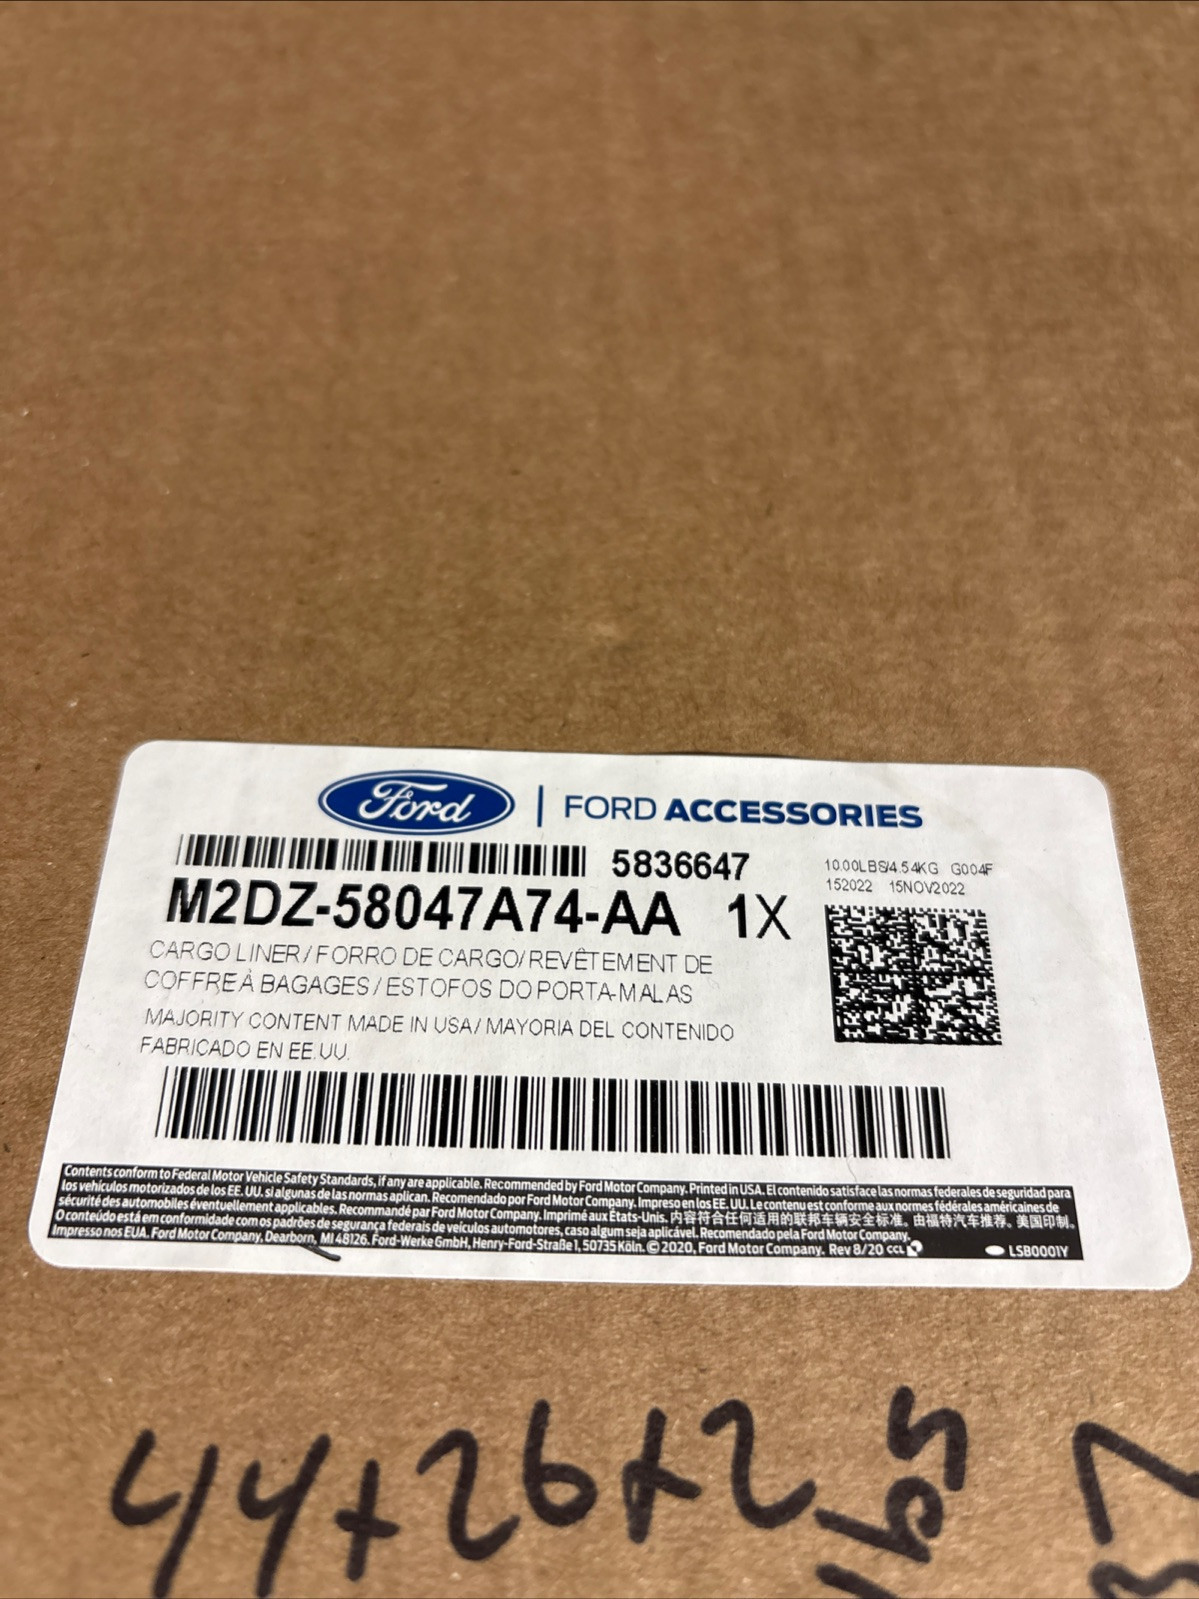 Ford | FORD ACCESSORIES
5836647
10.00LBS/4.54KG G004F
152022 15NOV2022
M2DZ-58047A74-AA 1X
CARGO LINER / FORRO DE CARGO/ REVÊTEMENT DE
COFFRE À BAGAGES / ESTOFOS DO PORTA-MALAS
MAJORITY CONTENT MADE IN USA / MAYORIA DEL CONTENIDO
FABRICADO EN EE.UU.
Contents conform to Federal Motor Vehicle Safety Standards, if any are applicable. Recommended by Ford Motor Company. Printed in USA. El contenido satisface las normas federales de seguridad para
los vehículos motorizados de los EE. UU. si algunas de las normas aplican. Recomendado por Ford Motor Company. Impreso en los EE. UU. Le contenu est conforme aux normes fédérales américaines de
sécurité des automobiles éventuellement applicables. Recommandé par Ford Motor Company. Imprimé aux États-Unis. 内容符合任何适用的联邦车辆安全标准。由福特汽车推荐。美国印制。
O conteúdo está em conformidade com os padrões de segurança federais de veículos automotores, caso algum seja aplicável. Recomendado pela Ford Motor Company.
Impresso nos EUA. Ford Motor Company, Dearborn, MI 48126. Ford-Werke GmbH, Henry-Ford-Straße 1, 50735 Köln. © 2020, Ford Motor Company. Rev 8/20 CCL
LSB0001Y
44+26+2